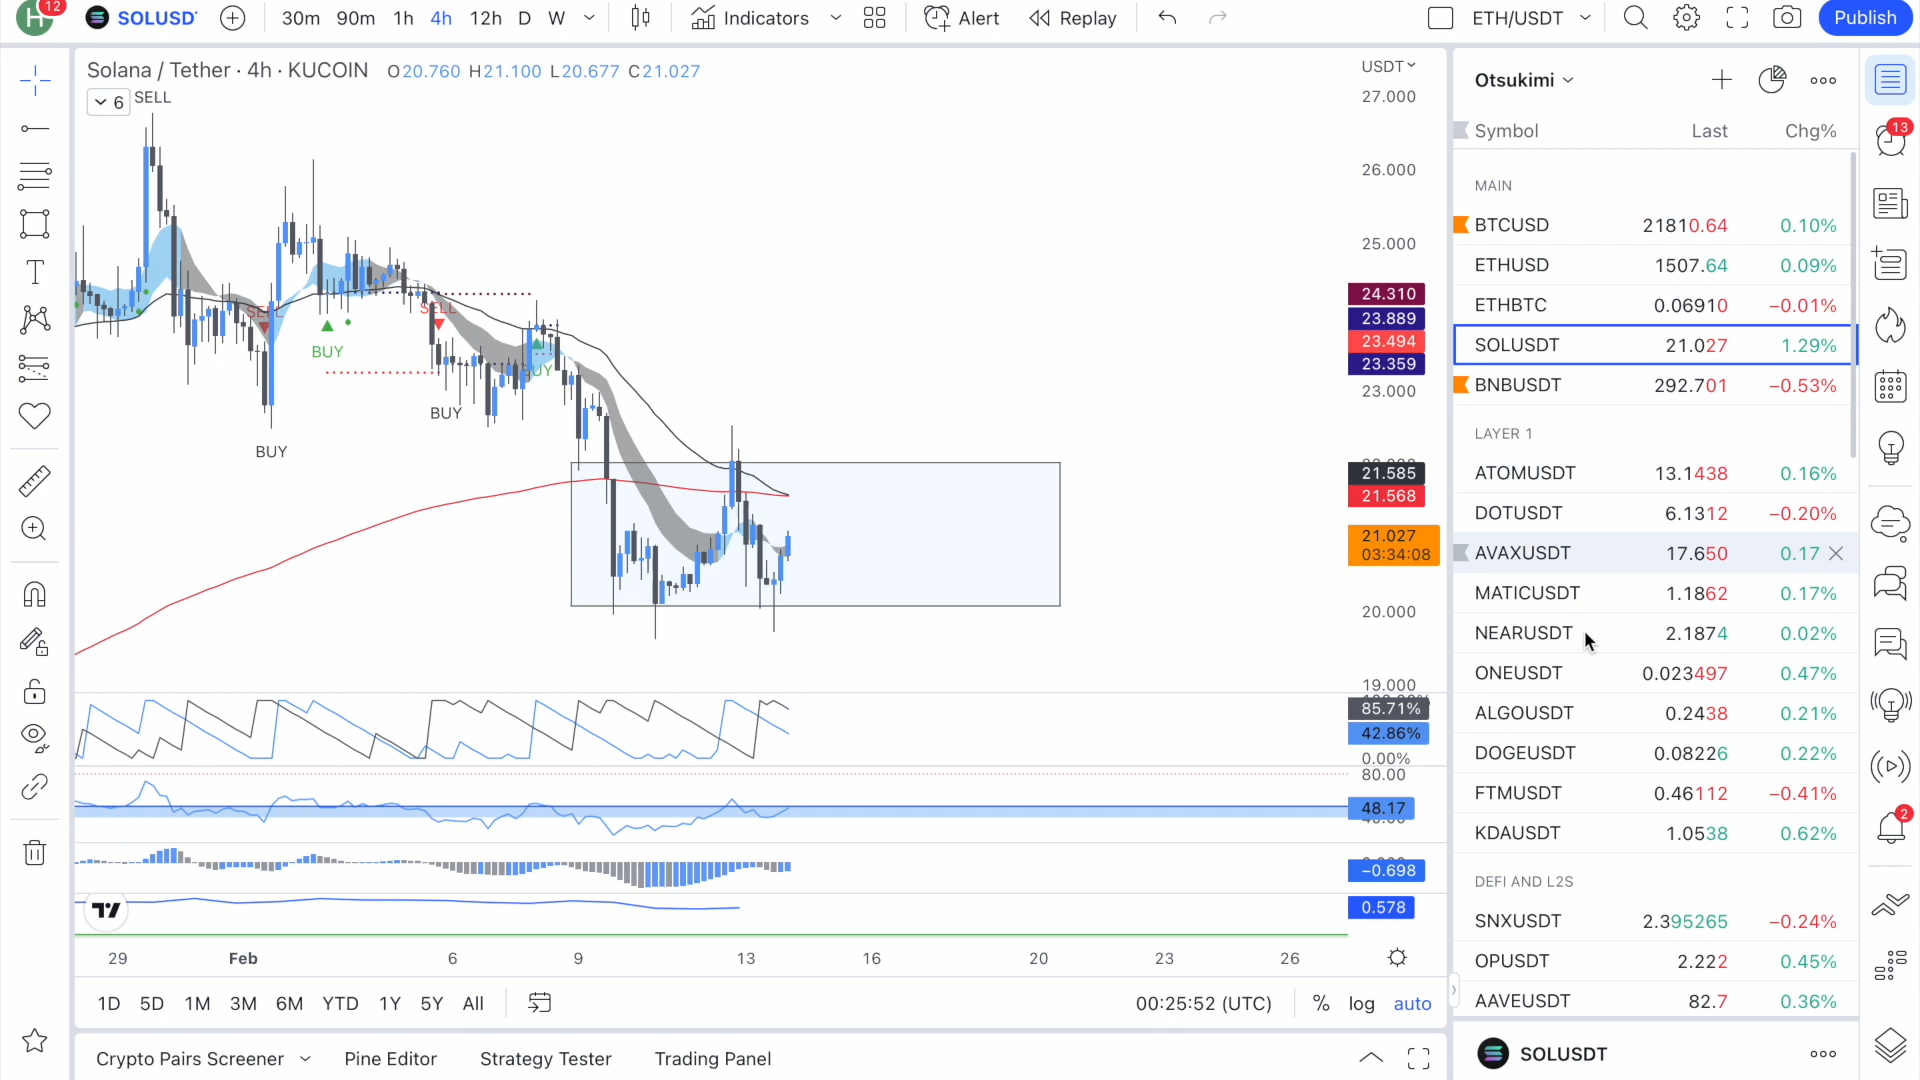 H 12 SOLUSD 30m 90m 1h 4h 12h D W Indicators Alert Replay ETH/USDT Publish
Solana / Tether · 4h · KUCOIN O20.760 H21.100 L20.677 C21.027
6 SELL
SELL
BUY
SELL
BUY
BUY
BUY
USDT
27.000
26.000
25.000
24.310
23.889
23.494
23.359
23.000
21.585
21.568
21.027
03:34:08
20.000
19.000
85.71%
42.86%
0.00%
80.00
48.17
−0.698
0.578
29 Feb 6 9 13 16 20 23 26
1D 5D 1M 3M 6M YTD 1Y 5Y All 00:25:52 (UTC) % log auto
Crypto Pairs Screener Pine Editor Strategy Tester Trading Panel
Otsukimi
Symbol Last Chg%
MAIN
BTCUSD 21810.64 0.10%
ETHUSD 1507.64 0.09%
ETHBTC 0.06910 −0.01%
SOLUSDT 21.027 1.29%
BNBUSDT 292.701 −0.53%
LAYER 1
ATOMUSDT 13.1438 0.16%
DOTUSDT 6.1312 −0.20%
AVAXUSDT 17.650 0.17
MATICUSDT 1.1862 0.17%
NEARUSDT 2.1874 0.02%
ONEUSDT 0.023497 0.47%
ALGOUSDT 0.2438 0.21%
DOGEUSDT 0.08226 0.22%
FTMUSDT 0.46112 −0.41%
KDAUSDT 1.0538 0.62%
DEFI AND L2S
SNXUSDT 2.395265 −0.24%
OPUSDT 2.222 0.45%
AAVEUSDT 82.7 0.36%
SOLUSDT
13
2